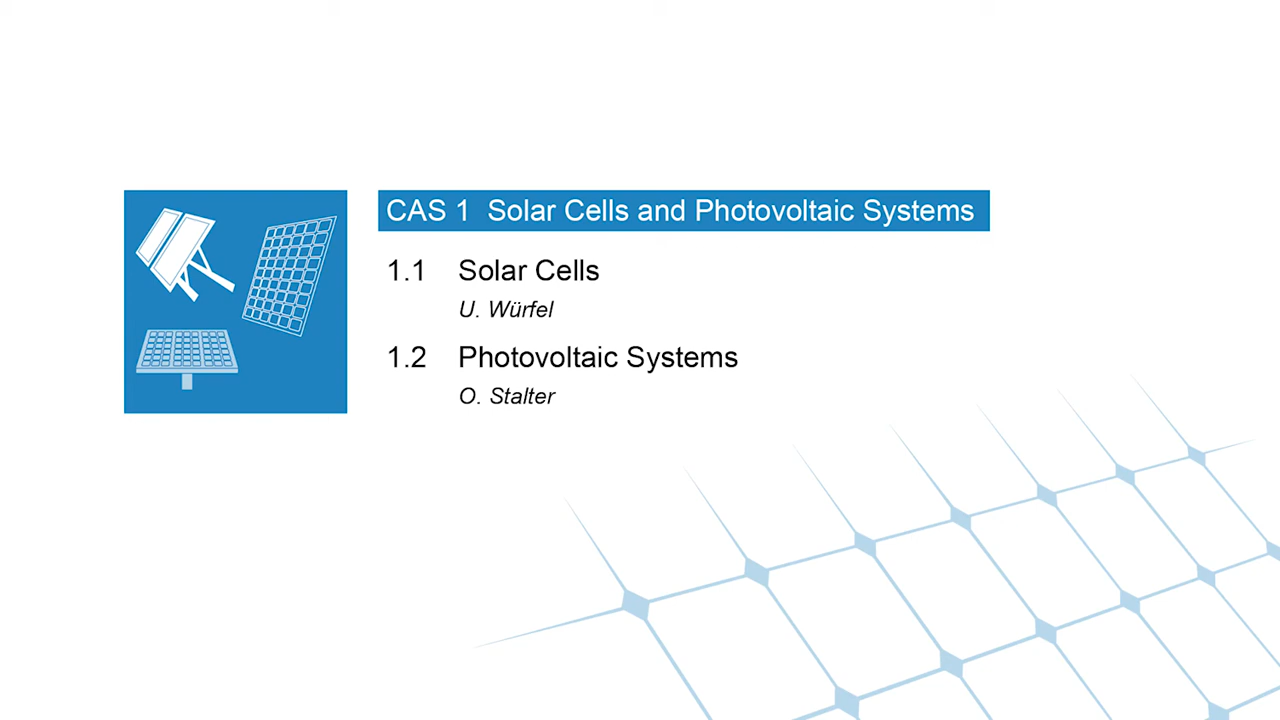 CAS 1 Solar Cells and Photovoltaic Systems
1.1 Solar Cells
U. Würfel
1.2 Photovoltaic Systems
O. Stalter